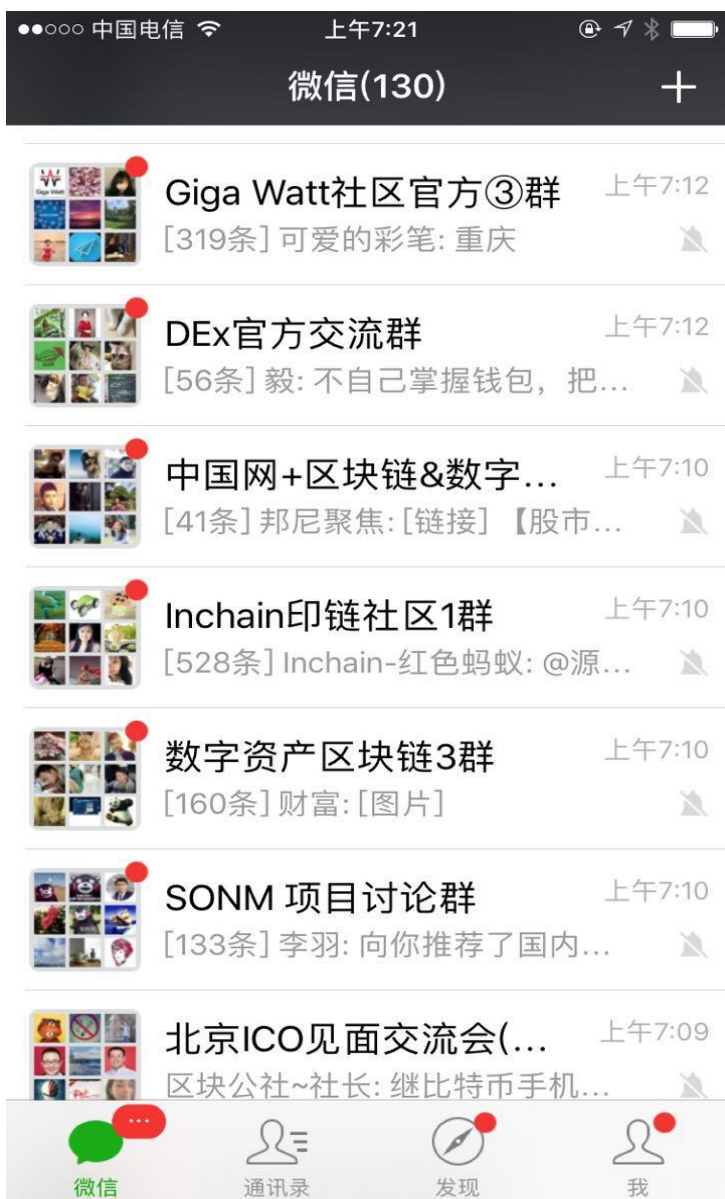 中国电信 上午7:21
微信(130)
Giga Watt社区官方③群 上午7:12
[319条] 可爱的彩笔: 重庆
DEx官方交流群 上午7:12
[56条] 毅: 不自己掌握钱包，把...
中国网+区块链&数字... 上午7:10
[41条] 邦尼聚焦: [链接] 【股市...
Inchain印链社区1群 上午7:10
[528条] Inchain-红色蚂蚁: @源...
数字资产区块链3群 上午7:10
[160条] 财富: [图片]
SONM 项目讨论群 上午7:10
[133条] 李羽: 向你推荐了国内...
北京ICO见面交流会(... 上午7:09
区块公社~社长: 继比特币手机...
微信 通讯录 发现 我